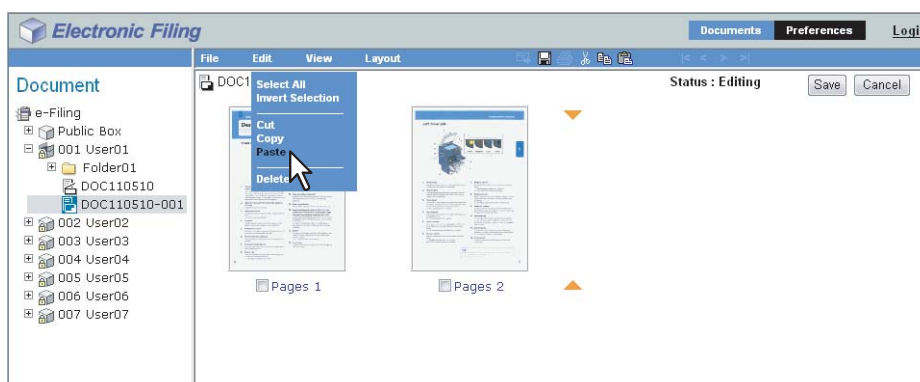 Electronic Filing
Documents Preferences Logi
File Edit View Layout
Document
e-Filing
Public Box
001 User01
Folder01
DOC110510
DOC110510-001
002 User02
003 User03
004 User04
005 User05
006 User06
007 User07
DOC1
Status : Editing
Save Cancel
Select All
Invert Selection
Cut
Copy
Paste
Delete
Pages 1
Pages 2